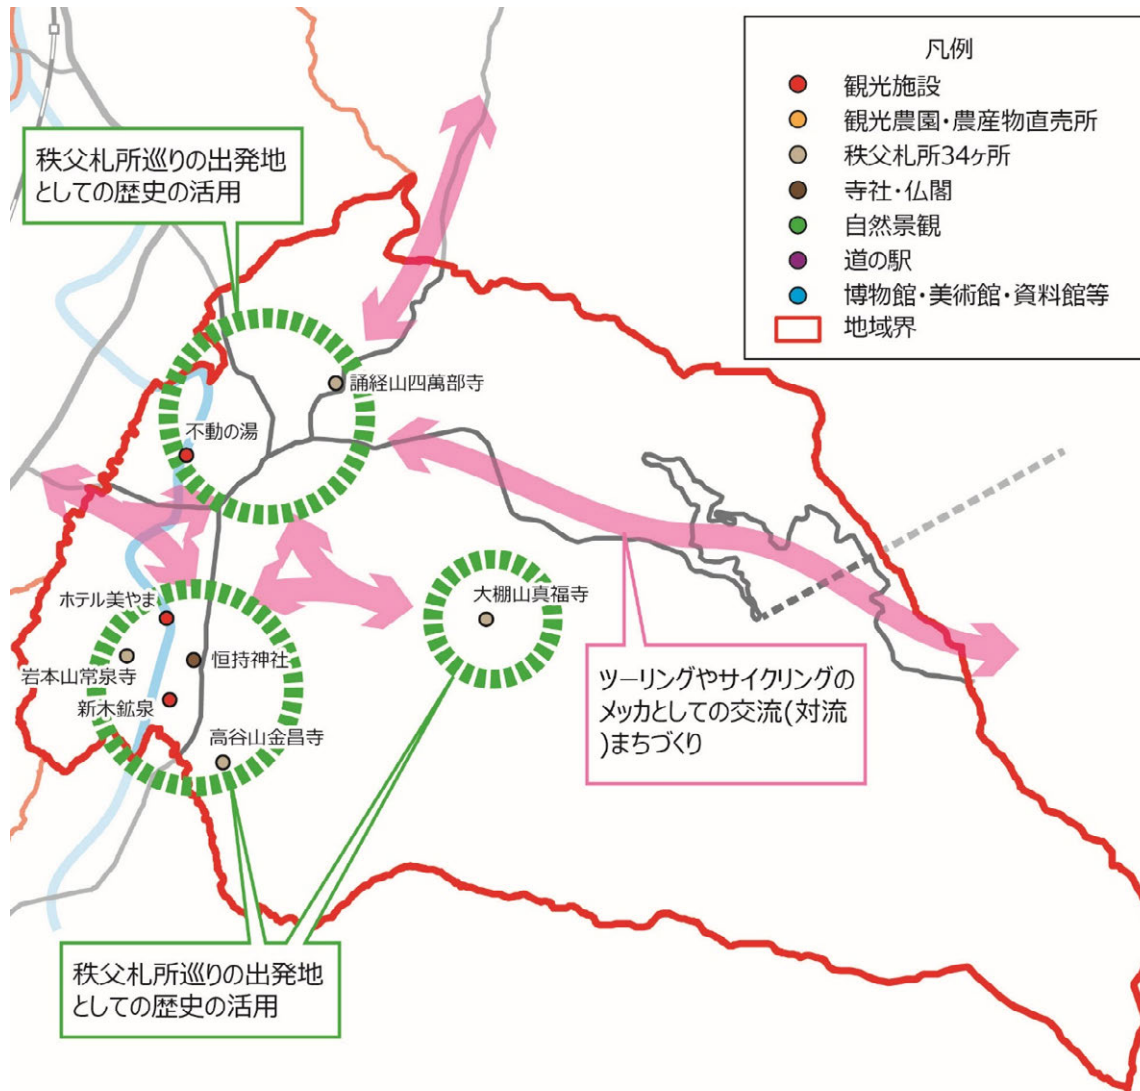 凡例
観光施設
観光農園・農産物直売所
秩父札所34ヶ所
寺社・仏閣
自然景観
道の駅
博物館・美術館・資料館等
地域界
秩父札所巡りの出発地
としての歴史の活用
誦経山四萬部寺
不動の湯
大棚山真福寺
ホテル美やま
恒持神社
岩本山常泉寺
新木鉱泉
高谷山金昌寺
ツーリングやサイクリングの
メッカとしての交流(対流
)まちづくり
秩父札所巡りの出発地
としての歴史の活用